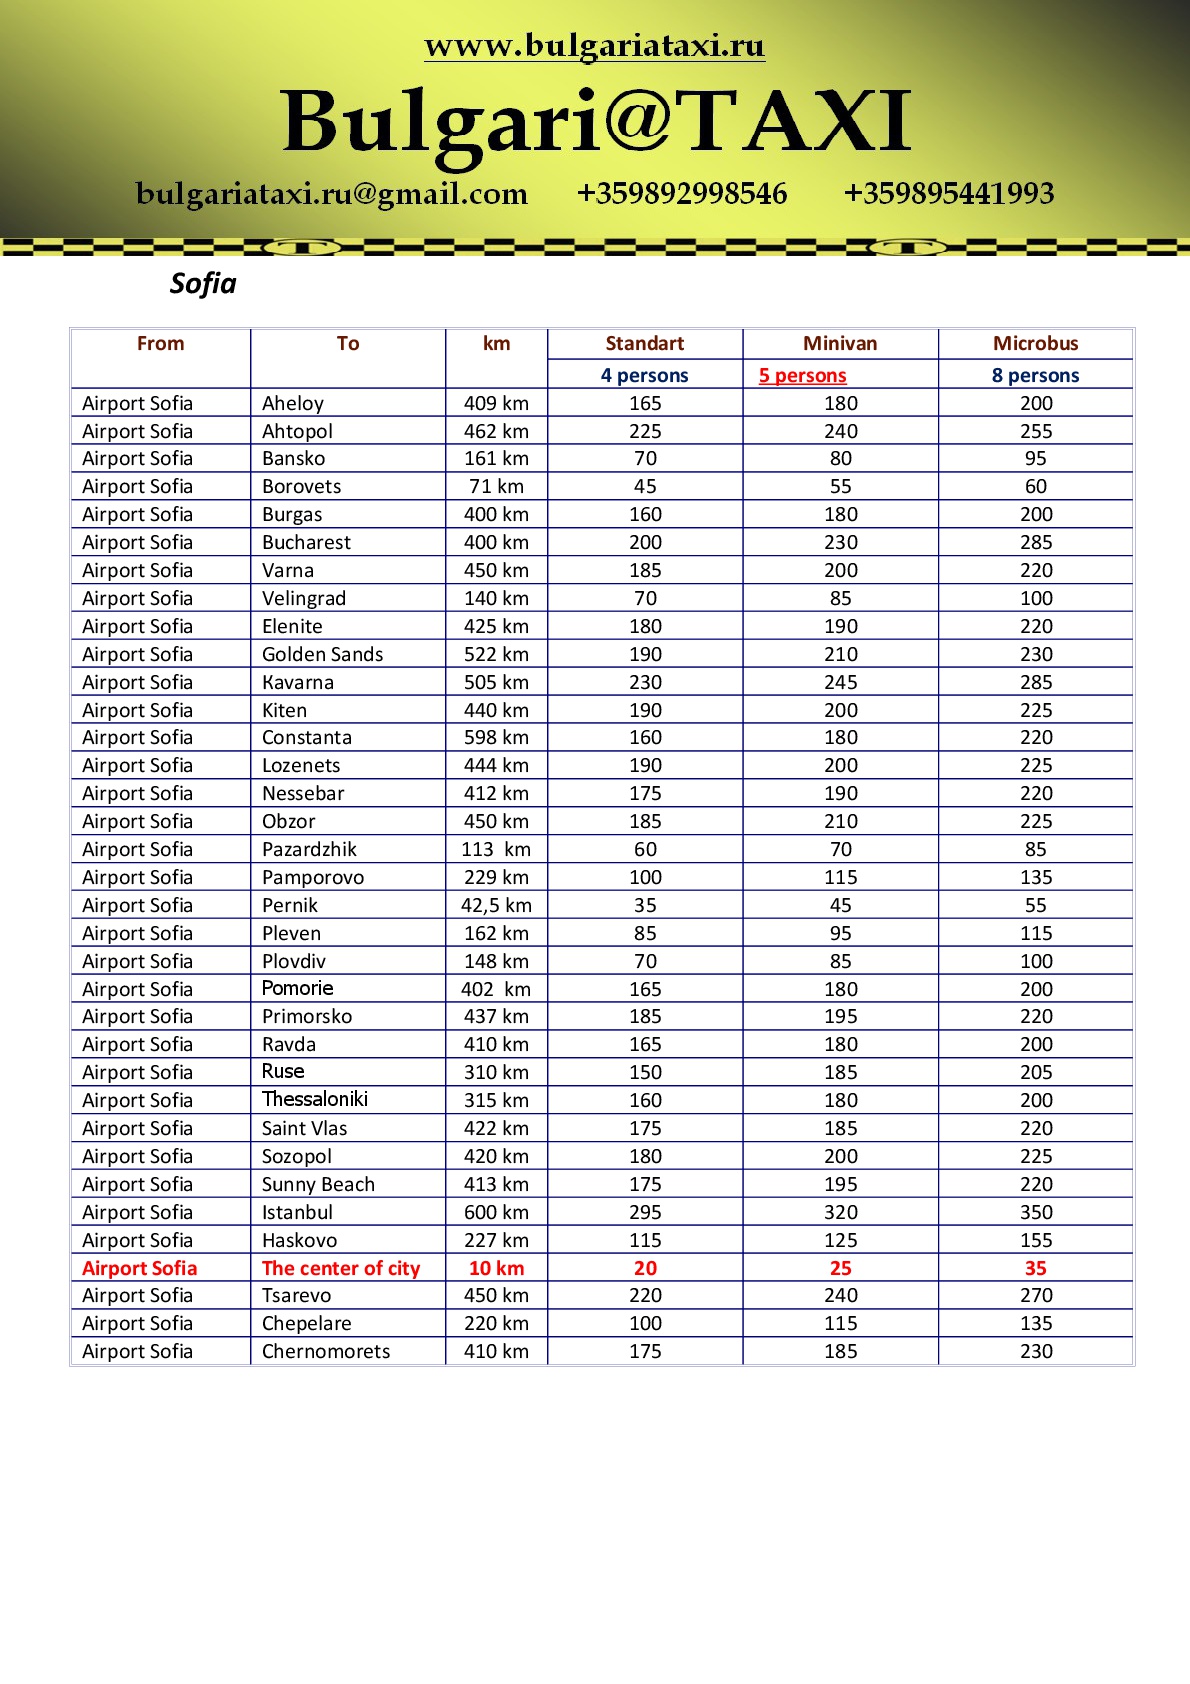 www.bulgariataxi.ru
Bulgari@TAXI
bulgariataxi.ru@gmail.com +359892998546 +359895441993
T T
Sofia
From To km Standart Minivan Microbus
4 persons 5 persons 8 persons
Airport Sofia Aheloy 409 km 165 180 200
Airport Sofia Ahtopol 462 km 225 240 255
Airport Sofia Bansko 161 km 70 80 95
Airport Sofia Borovets 71 km 45 55 60
Airport Sofia Burgas 400 km 160 180 200
Airport Sofia Bucharest 400 km 200 230 285
Airport Sofia Varna 450 km 185 200 220
Airport Sofia Velingrad 140 km 70 85 100
Airport Sofia Elenite 425 km 180 190 220
Airport Sofia Golden Sands 522 km 190 210 230
Airport Sofia Kavarna 505 km 230 245 285
Airport Sofia Kiten 440 km 190 200 225
Airport Sofia Constanta 598 km 160 180 220
Airport Sofia Lozenets 444 km 190 200 225
Airport Sofia Nessebar 412 km 175 190 220
Airport Sofia Obzor 450 km 185 210 225
Airport Sofia Pazardzhik 113 km 60 70 85
Airport Sofia Pamporovo 229 km 100 115 135
Airport Sofia Pernik 42,5 km 35 45 55
Airport Sofia Pleven 162 km 85 95 115
Airport Sofia Plovdiv 148 km 70 85 100
Airport Sofia Pomorie 402 km 165 180 200
Airport Sofia Primorsko 437 km 185 195 220
Airport Sofia Ravda 410 km 165 180 200
Airport Sofia Ruse 310 km 150 185 205
Airport Sofia Thessaloniki 315 km 160 180 200
Airport Sofia Saint Vlas 422 km 175 185 220
Airport Sofia Sozopol 420 km 180 200 225
Airport Sofia Sunny Beach 413 km 175 195 220
Airport Sofia Istanbul 600 km 295 320 350
Airport Sofia Haskovo 227 km 115 125 155
Airport Sofia The center of city 10 km 20 25 35
Airport Sofia Tsarevo 450 km 220 240 270
Airport Sofia Chepelare 220 km 100 115 135
Airport Sofia Chernomorets 410 km 175 185 230